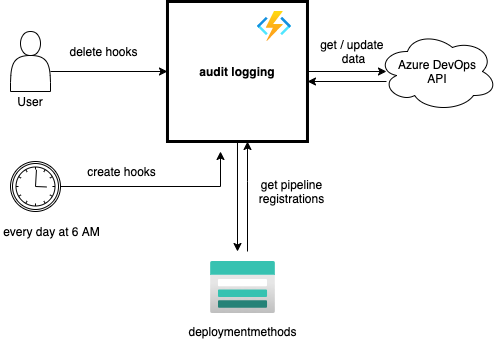 delete hooks
User
audit logging
get / update
data
Azure DevOps
API
create hooks
every day at 6 AM
get pipeline
registrations
deploymentmethods